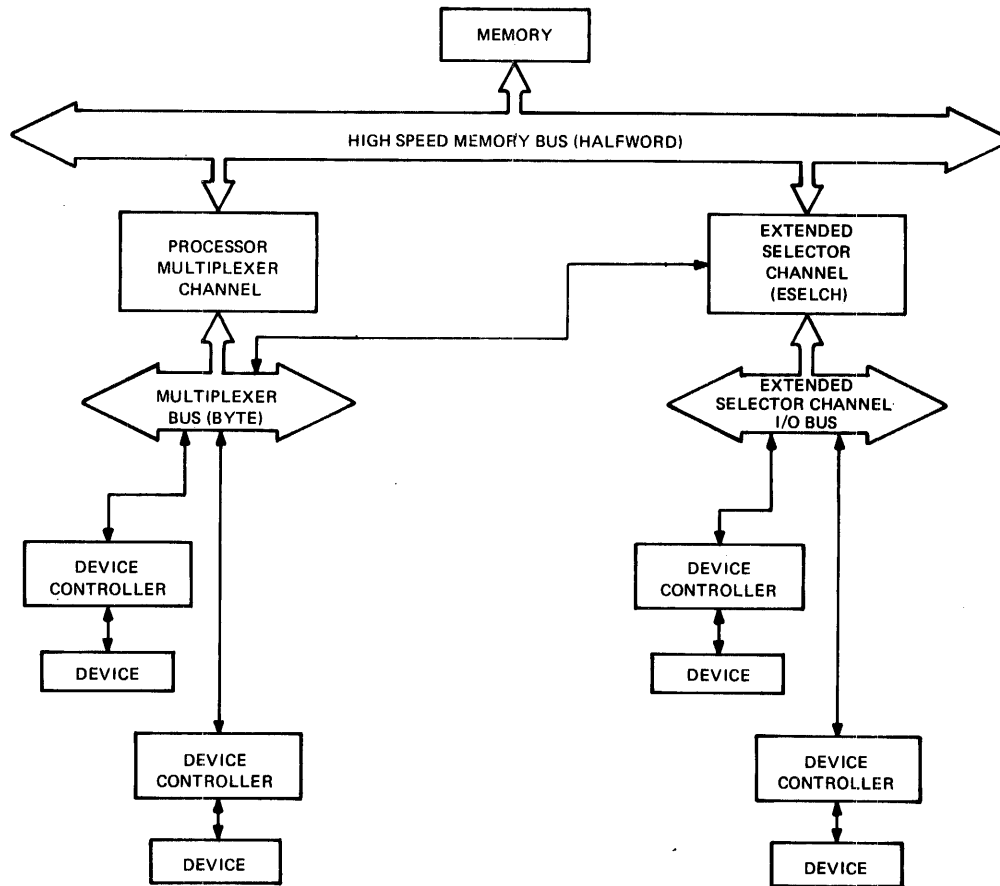 MEMORY
HIGH SPEED MEMORY BUS (HALFWORD)
PROCESSOR
MULTIPLEXER
CHANNEL
EXTENDED
SELECTOR
CHANNEL
(ESELCH)
MULTIPLEXER
BUS (BYTE)
EXTENDED
SELECTOR CHANNEL
I/O BUS
DEVICE
CONTROLLER
DEVICE
DEVICE
CONTROLLER
DEVICE
DEVICE
CONTROLLER
DEVICE
DEVICE
CONTROLLER
DEVICE